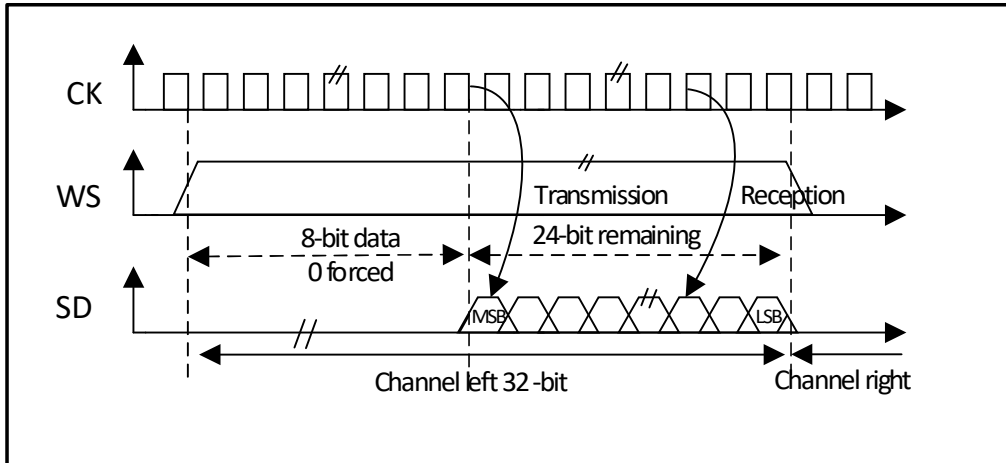 CK
WS
Transmission
Reception
8-bit data
0 forced
24-bit remaining
SD
MSB
LSB
Channel left 32 -bit
Channel right